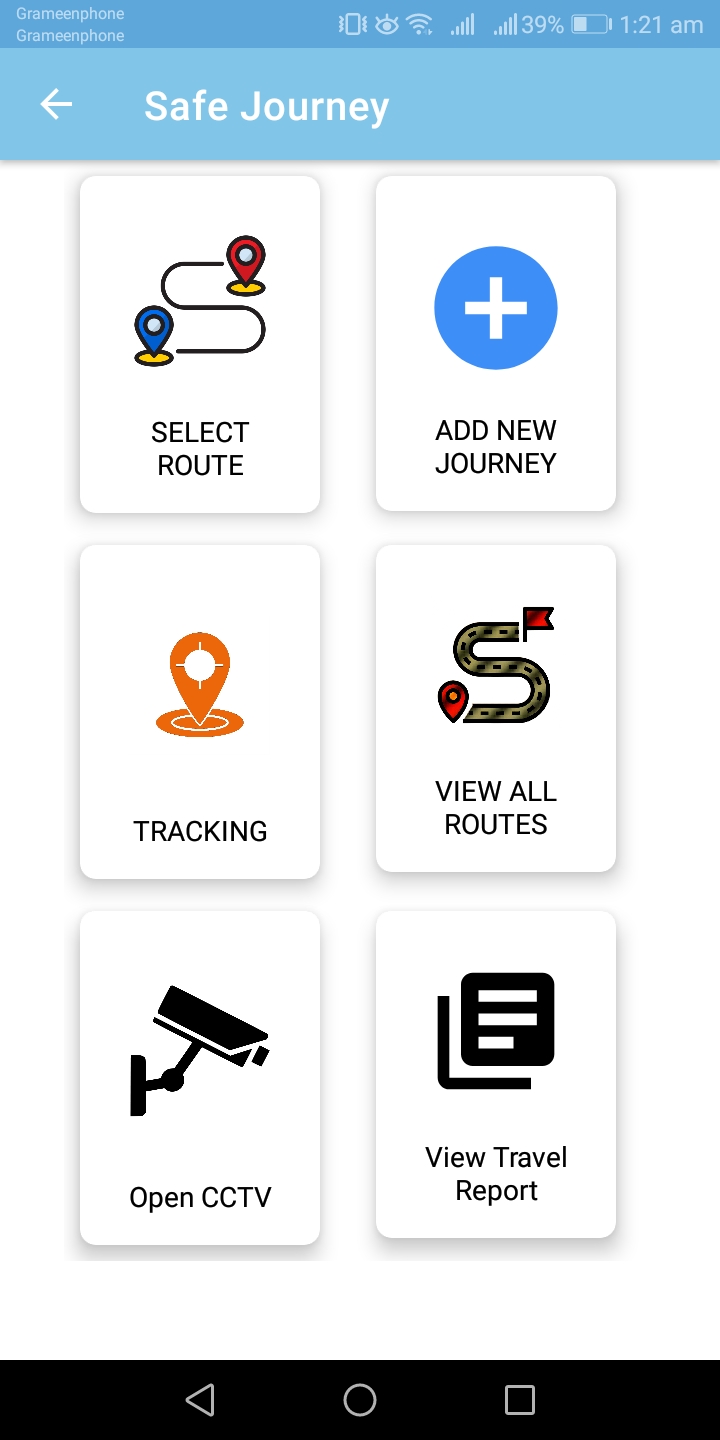 Grameenphone
Grameenphone
39% 1:21 am
Safe Journey
SELECT
ROUTE
ADD NEW
JOURNEY
TRACKING
VIEW ALL
ROUTES
Open CCTV
View Travel
Report